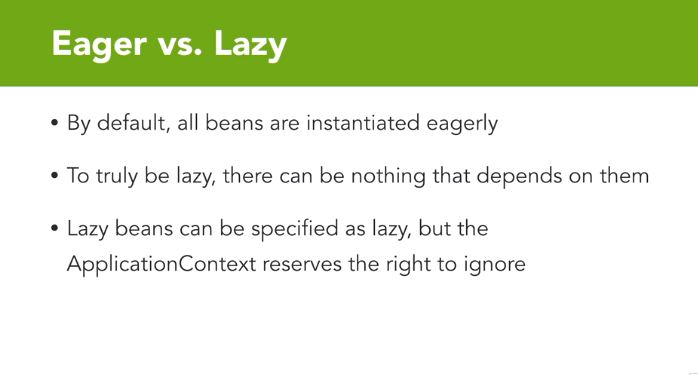 Eager vs. Lazy
• By default, all beans are instantiated eagerly
• To truly be lazy, there can be nothing that depends on them
• Lazy beans can be specified as lazy, but the
ApplicationContext reserves the right to ignore